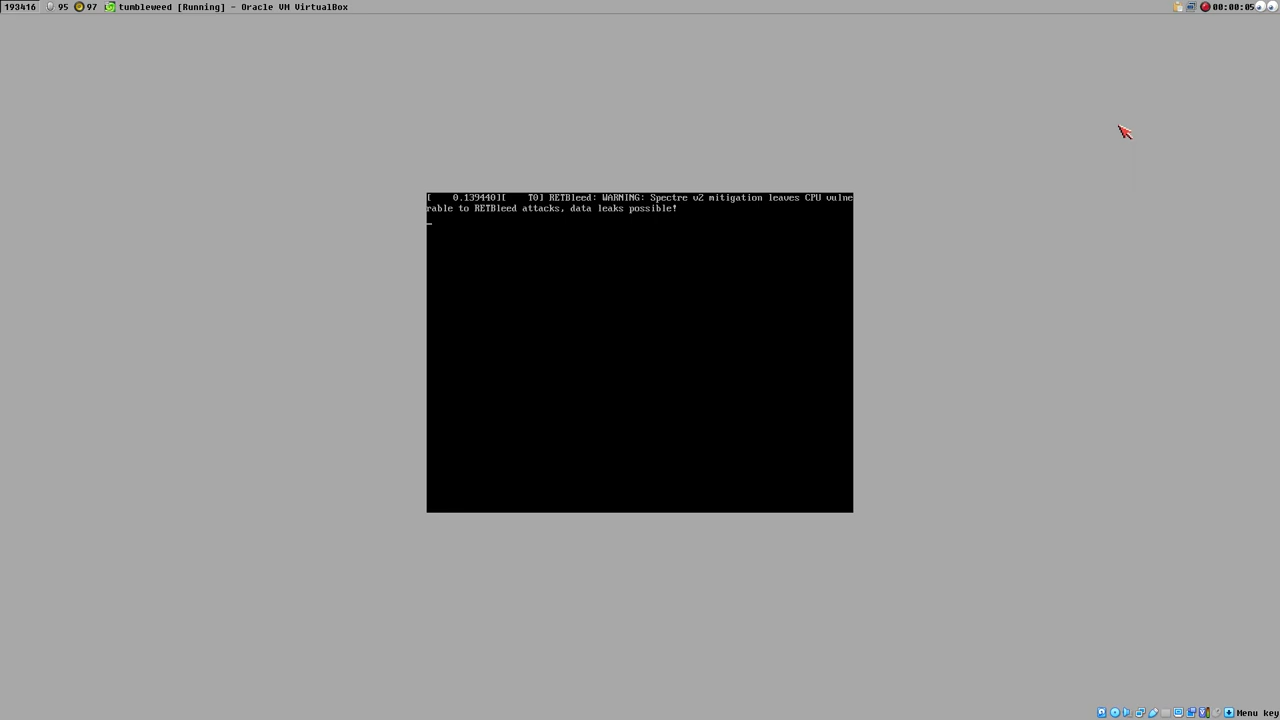 193416 95 97 tumbleweed [Running] - Oracle VM VirtualBox 00:00:05
[    0.139440][    T0] RETBleed: WARNING: Spectre v2 mitigation leaves CPU vulne
rable to RETBleed attacks, data leaks possible!
Menu key